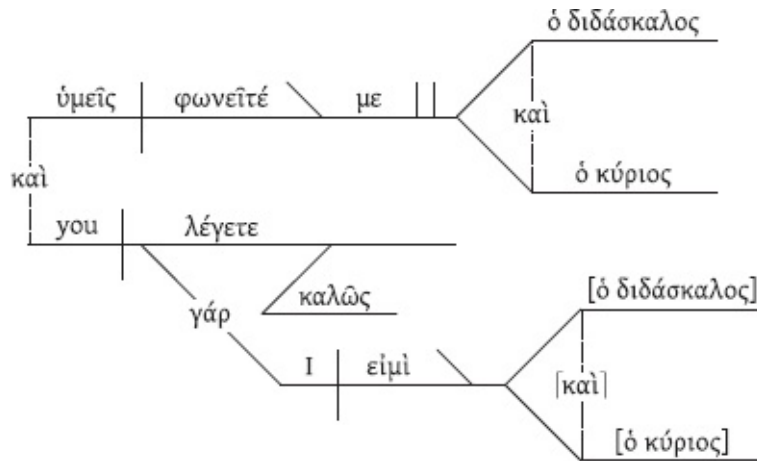 ὁ διδάσκαλος
ὑμεῖς φωνεῖτέ με καὶ
ὁ κύριος
καὶ
you λέγετε
γάρ καλῶς
[ὁ διδάσκαλος]
I εἰμὶ ⌈καὶ⌉
[ὁ κύριος]